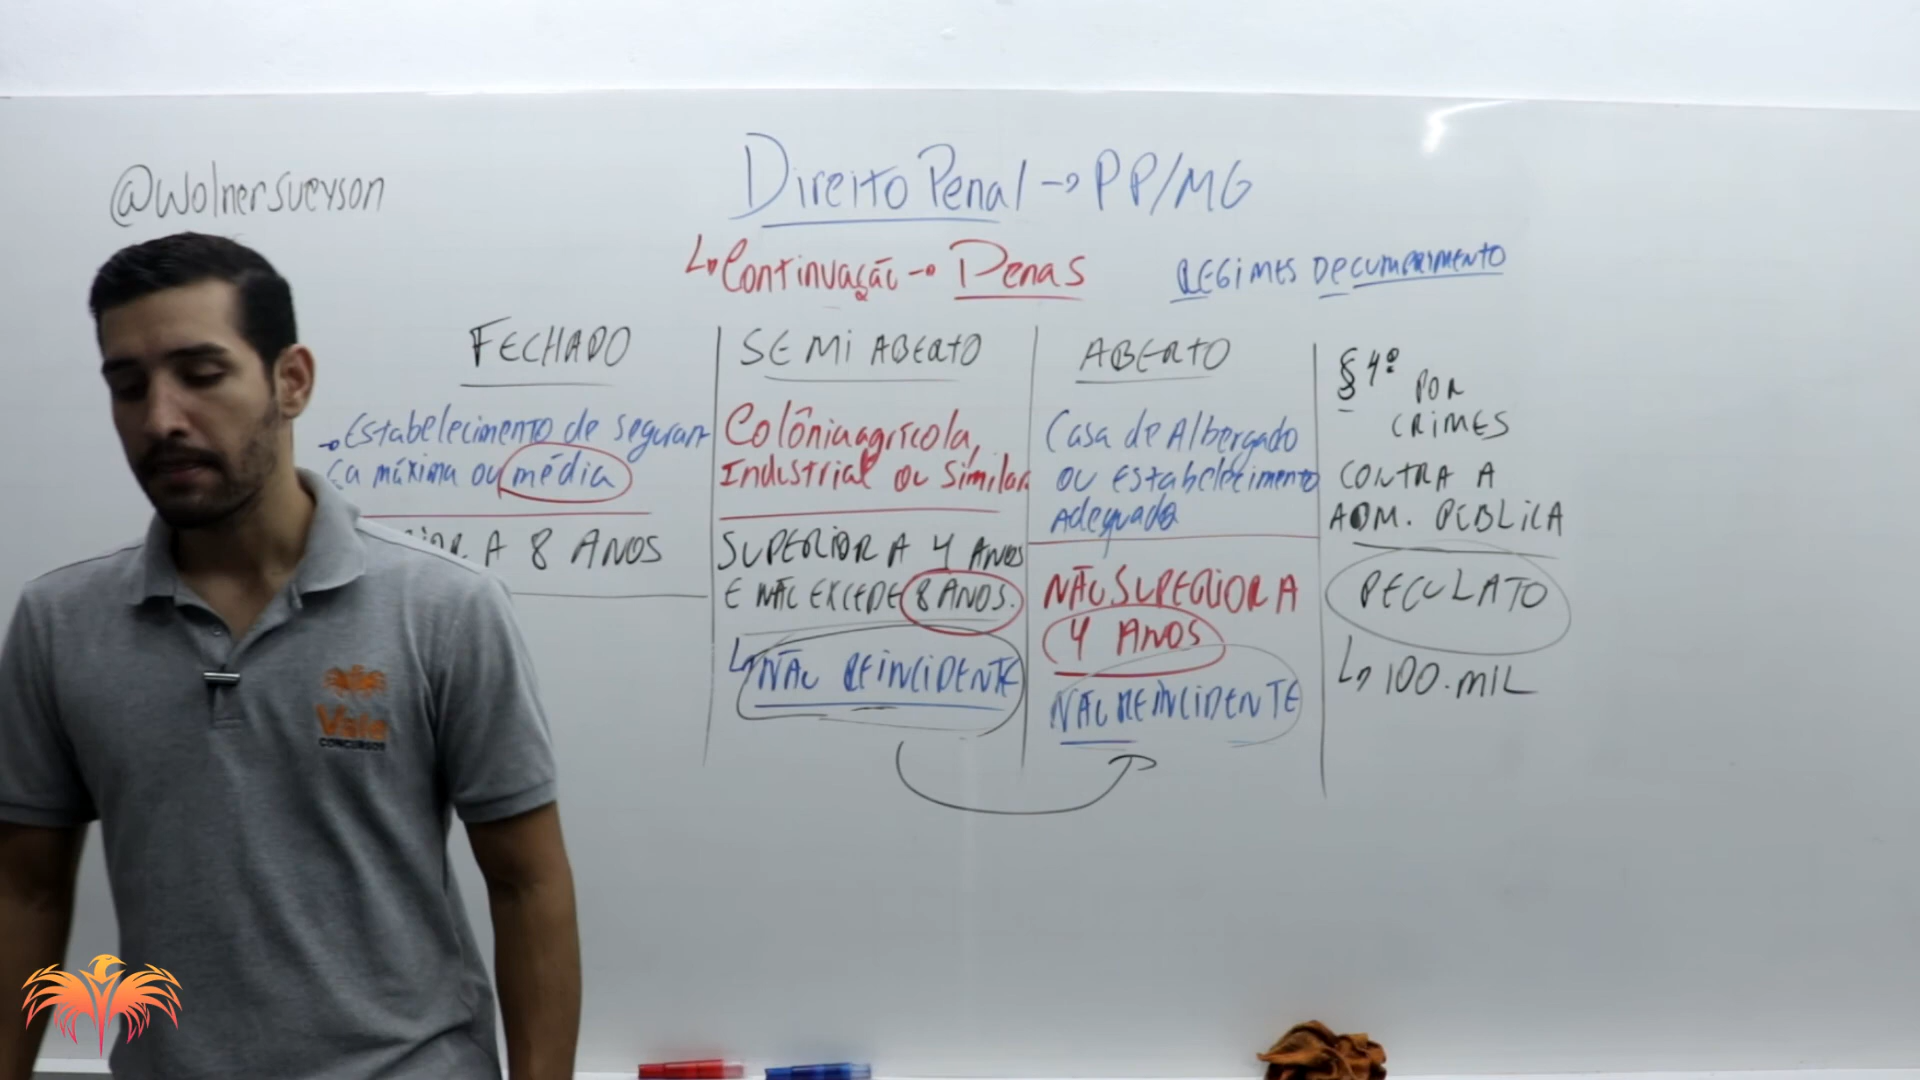 @wolnersueyson
Direito Penal → PP/MG
↳ Continuação → Penas
REGIMES DE CUMPRIMENTO
FECHADO
→ Estabelecimento de seguran
ça máxima ou média
A 8 ANOS
SEMI ABERTO
Colônia agrícola,
Industrial ou Similar
SUPERIOR A 4 ANOS
E NÃO EXCEDE 8 ANOS.
↳ NÃO REINCIDENTE
ABERTO
Casa de Albergado
ou Estabelecimento
Adequado
NÃO SUPERIOR A
4 ANOS
NÃO REINCIDENTE
§ 4º POR
CRIMES
CONTRA A
ADM. PÚBLICA
PECULATO
↳ 100.MIL
Vale
CONCURSOS